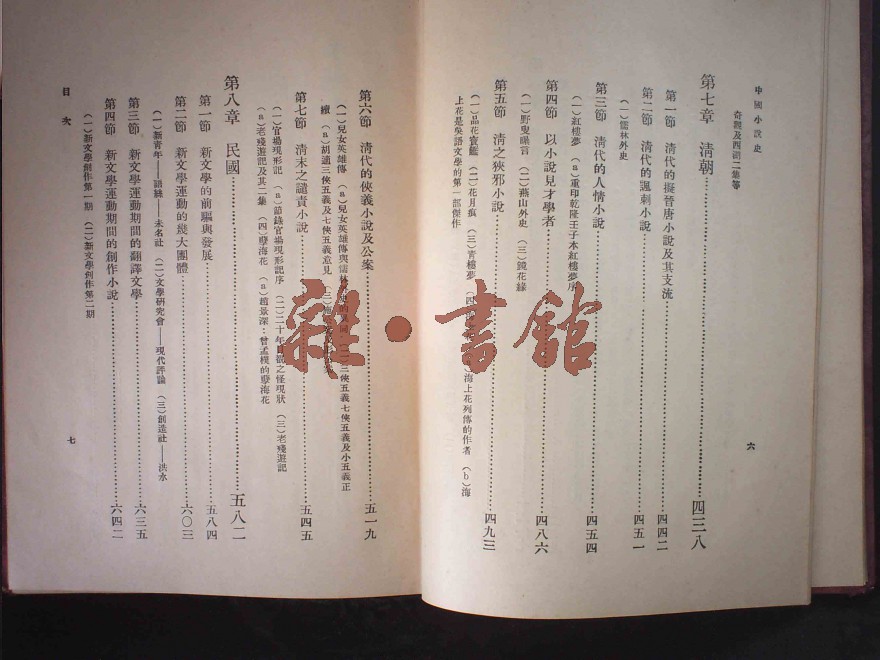 中國小說史
奇觀及西湖二集等
第七章 清朝…四三八
第一節 清代的擬晉唐小說及其支流…四四二
第二節 清代的諷刺小說…四五一
（一）儒林外史
第三節 清代的人情小說…四五四
（一）紅樓夢 （a）重印乾隆壬子本紅樓夢序
第四節 以小說見才學者…四八六
（一）野叟曝言 （二）燕山外史 （三）鏡花緣
第五節 清之狹邪小說…四九三
（一）品花寶鑑 （二）花月痕 （三）青樓夢 （四）海上花列傳的作者 （b）海
上花是吳語文學的第一部傑作
六
第六節 清代的俠義小說及公案…五一九
（一）兒女英雄傳 （a）兒女英雄傳與儒林 三俠五義七俠五義及小五義正
續 （a）胡適三俠五義及七俠五義意見 （三）
第七節 清末之譴責小說…五四五
（一）官場現形記 （a）節錄官場現形記序 （二）二十年目睹之怪現狀 （三）老殘遊記
（a）老殘遊記及其二集 （四）孽海花 （a）趙景深：曾孟樸的孽海花
第八章 民國…五八二
第一節 新文學的前驅與發展…五八四
第二節 新文學運動的幾大團體…六〇三
（一）新青年——語絲——未名社 （二）文學研究會——現代評論 （三）創造社——洪水
第三節 新文學運動期間的翻譯文學…六三五
第四節 新文學運動期間的創作小說…六四二
（一）新文學創作第一期 （二）新文學創作第二期
目次
七
雜·書館